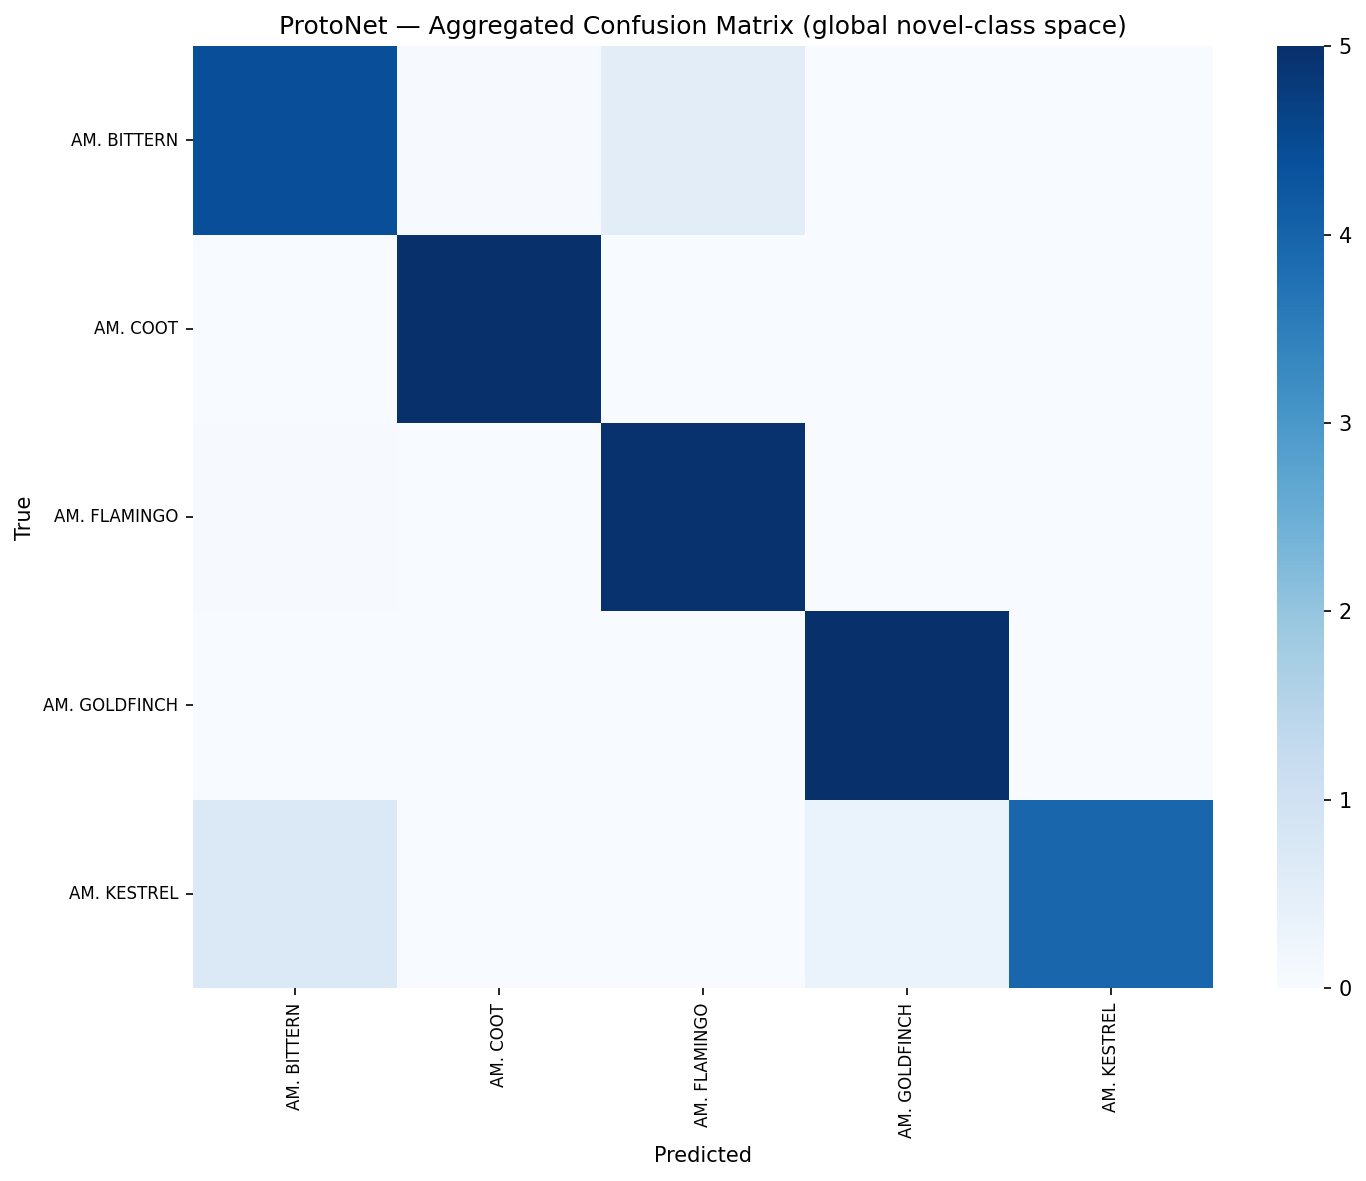 ProtoNet — Aggregated Confusion Matrix (global novel-class space)
True
AM. BITTERN
AM. COOT
AM. FLAMINGO
AM. GOLDFINCH
AM. KESTREL
AM. BITTERN
AM. COOT
AM. FLAMINGO
AM. GOLDFINCH
AM. KESTREL
Predicted
5
4
3
2
1
0